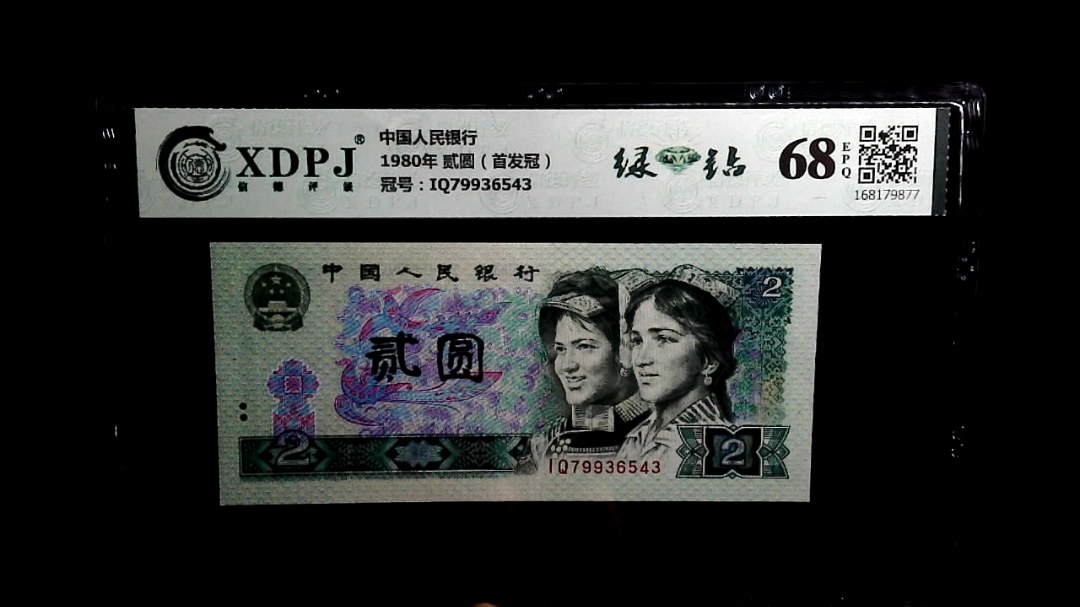 XDPJ®
信德评级
中国人民银行
1980年 贰圆（首发冠）
冠号：IQ79936543
绿钻
68
EPQ
168179877
中国人民银行
2
贰圆
2
IQ79936543
2